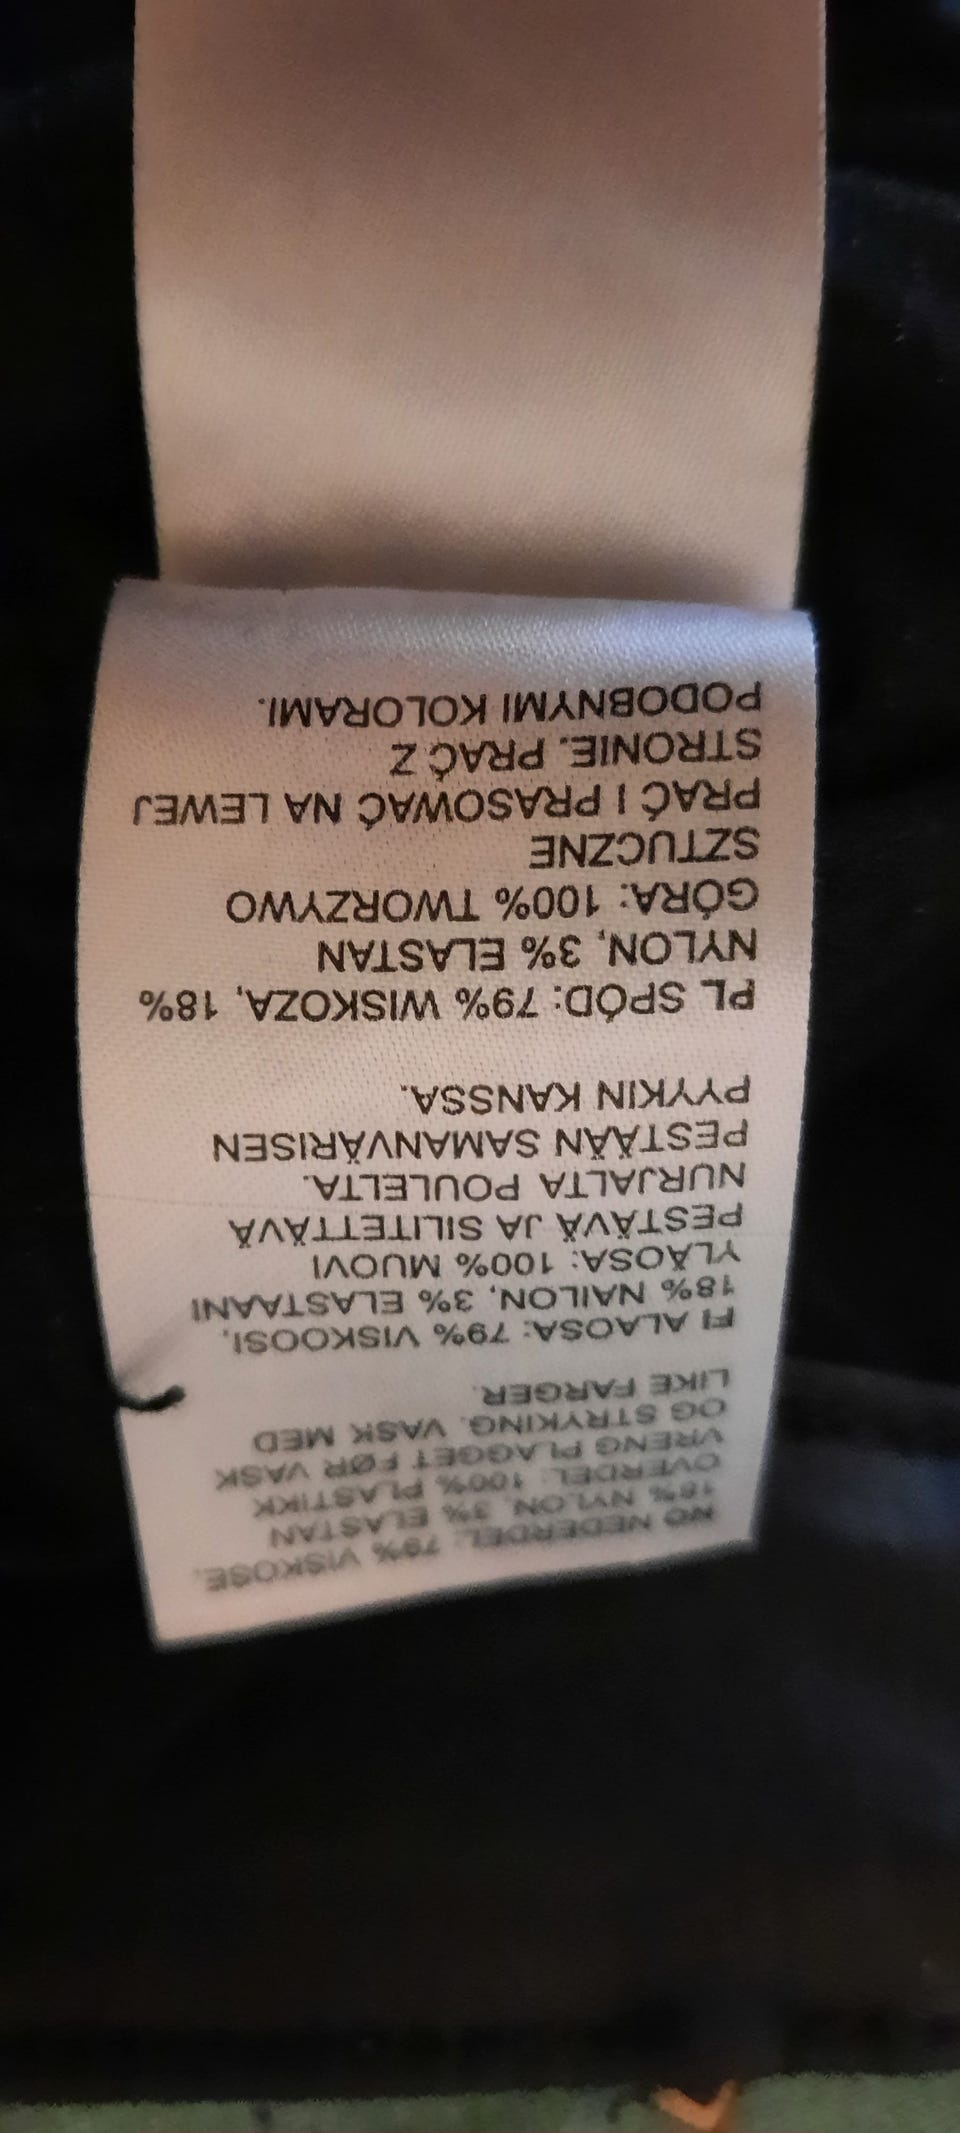 NO NEDERDEL: 79% VISKOSE,
18% NYLON, 3% ELASTAN
OVERDEL: 100% PLASTIKK
VRENG PLAGGET FØR VASK
OG STRYKING. VASK MED
LIKE FARGER.
FI ALAOSA: 79% VISKOOSI,
18% NAILON, 3% ELASTAANI
YLÄOSA: 100% MUOVI
PESTÄVÄ JA SILITETTÄVÄ
NURJALTA POULELTA.
PESTÄÄN SAMANVÄRISEN
PYYKIN KANSSA.
PL SPÓD: 79% WISKOZA, 18%
NYLON, 3% ELASTAN
GÓRA: 100% TWORZYWO
SZTUCZNE
PRAĆ I PRASOWAĆ NA LEWEJ
STRONIE. PRAĆ Z
PODOBNYMI KOLORAMI.